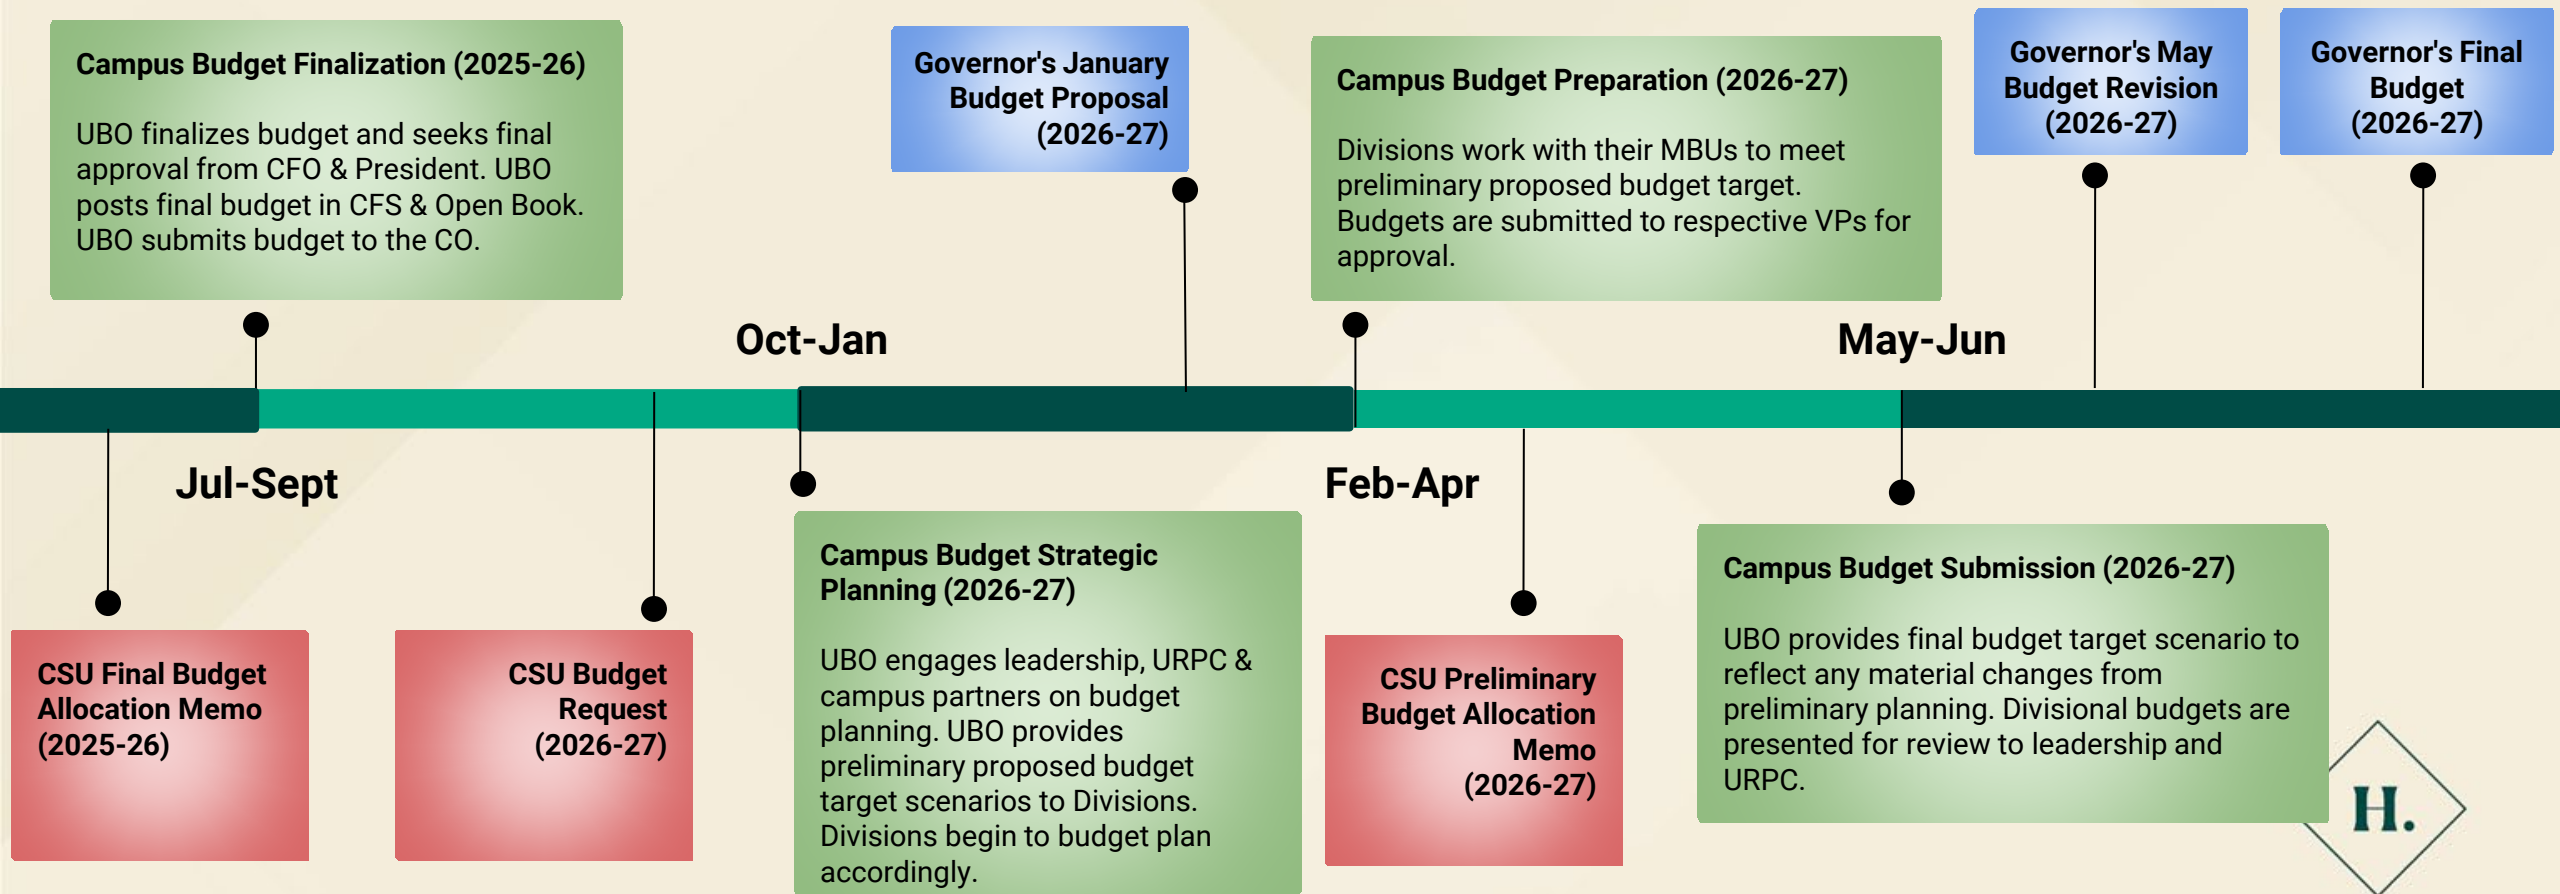 Campus Budget Finalization (2025-26)
UBO finalizes budget and seeks final
approval from CFO & President. UBO
posts final budget in CFS & Open Book.
UBO submits budget to the CO.
Governor's January
Budget Proposal
(2026-27)
Campus Budget Preparation (2026-27)
Divisions work with their MBUs to meet
preliminary proposed budget target.
Budgets are submitted to respective VPs for
approval.
Governor's May
Budget Revision
(2026-27)
Governor's Final
Budget
(2026-27)
Oct-Jan
May-Jun
Jul-Sept
Feb-Apr
CSU Final Budget
Allocation Memo
(2025-26)
CSU Budget
Request
(2026-27)
Campus Budget Strategic
Planning (2026-27)
UBO engages leadership, URPC &
campus partners on budget
planning. UBO provides
preliminary proposed budget
target scenarios to Divisions.
Divisions begin to budget plan
accordingly.
CSU Preliminary
Budget Allocation
Memo
(2026-27)
Campus Budget Submission (2026-27)
UBO provides final budget target scenario to
reflect any material changes from
preliminary planning. Divisional budgets are
presented for review to leadership and
URPC.
H.